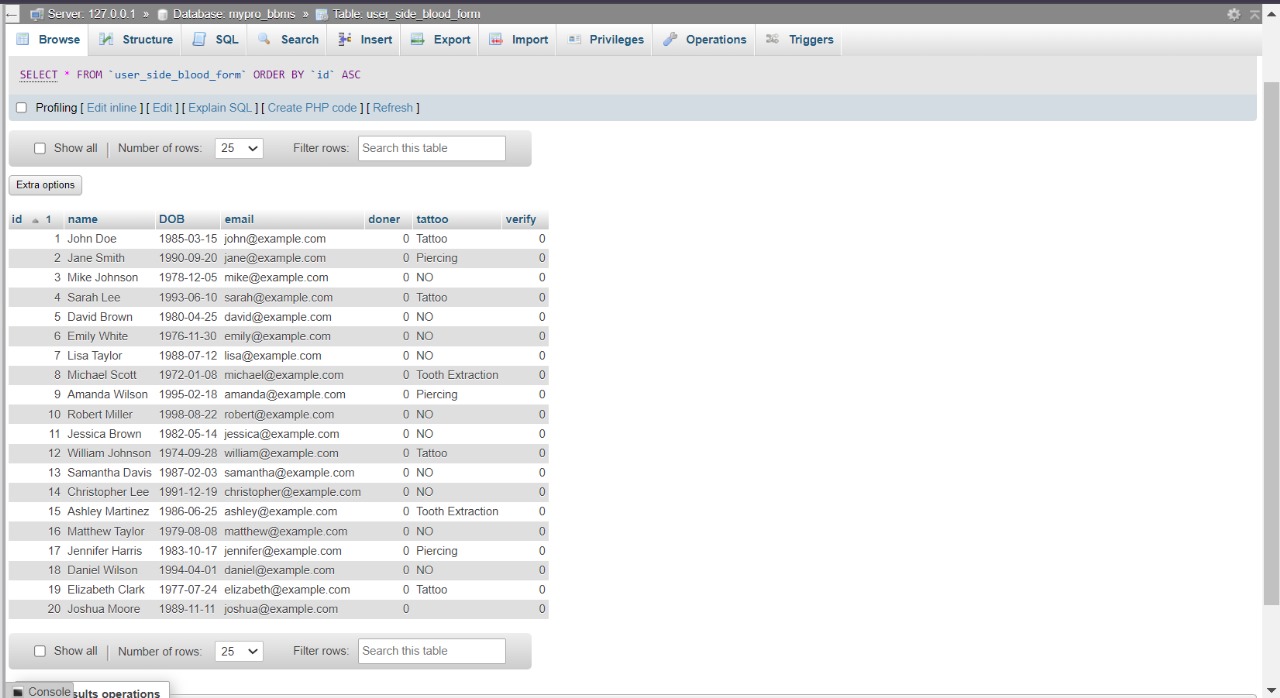 Server: 127.0.0.1 » Database: mypro_bbms » Table: user_side_blood_form
Browse Structure SQL Search Insert Export Import Privileges Operations Triggers
SELECT * FROM `user_side_blood_form` ORDER BY `id` ASC
Profiling [ Edit inline ] [ Edit ] [ Explain SQL ] [ Create PHP code ] [ Refresh ]
Show all | Number of rows: 25 Filter rows: Search this table
Extra options
id 1 name DOB email doner tattoo verify
1 John Doe 1985-03-15 john@example.com 0 Tattoo 0
2 Jane Smith 1990-09-20 jane@example.com 0 Piercing 0
3 Mike Johnson 1978-12-05 mike@example.com 0 NO 0
4 Sarah Lee 1993-06-10 sarah@example.com 0 Tattoo 0
5 David Brown 1980-04-25 david@example.com 0 NO 0
6 Emily White 1976-11-30 emily@example.com 0 NO 0
7 Lisa Taylor 1988-07-12 lisa@example.com 0 NO 0
8 Michael Scott 1972-01-08 michael@example.com 0 Tooth Extraction 0
9 Amanda Wilson 1995-02-18 amanda@example.com 0 Piercing 0
10 Robert Miller 1998-08-22 robert@example.com 0 NO 0
11 Jessica Brown 1982-05-14 jessica@example.com 0 NO 0
12 William Johnson 1974-09-28 william@example.com 0 Tattoo 0
13 Samantha Davis 1987-02-03 samantha@example.com 0 NO 0
14 Christopher Lee 1991-12-19 christopher@example.com 0 NO 0
15 Ashley Martinez 1986-06-25 ashley@example.com 0 Tooth Extraction 0
16 Matthew Taylor 1979-08-08 matthew@example.com 0 NO 0
17 Jennifer Harris 1983-10-17 jennifer@example.com 0 Piercing 0
18 Daniel Wilson 1994-04-01 daniel@example.com 0 NO 0
19 Elizabeth Clark 1977-07-24 elizabeth@example.com 0 Tattoo 0
20 Joshua Moore 1989-11-11 joshua@example.com 0 0
Show all | Number of rows: 25 Filter rows: Search this table
Console sults operations